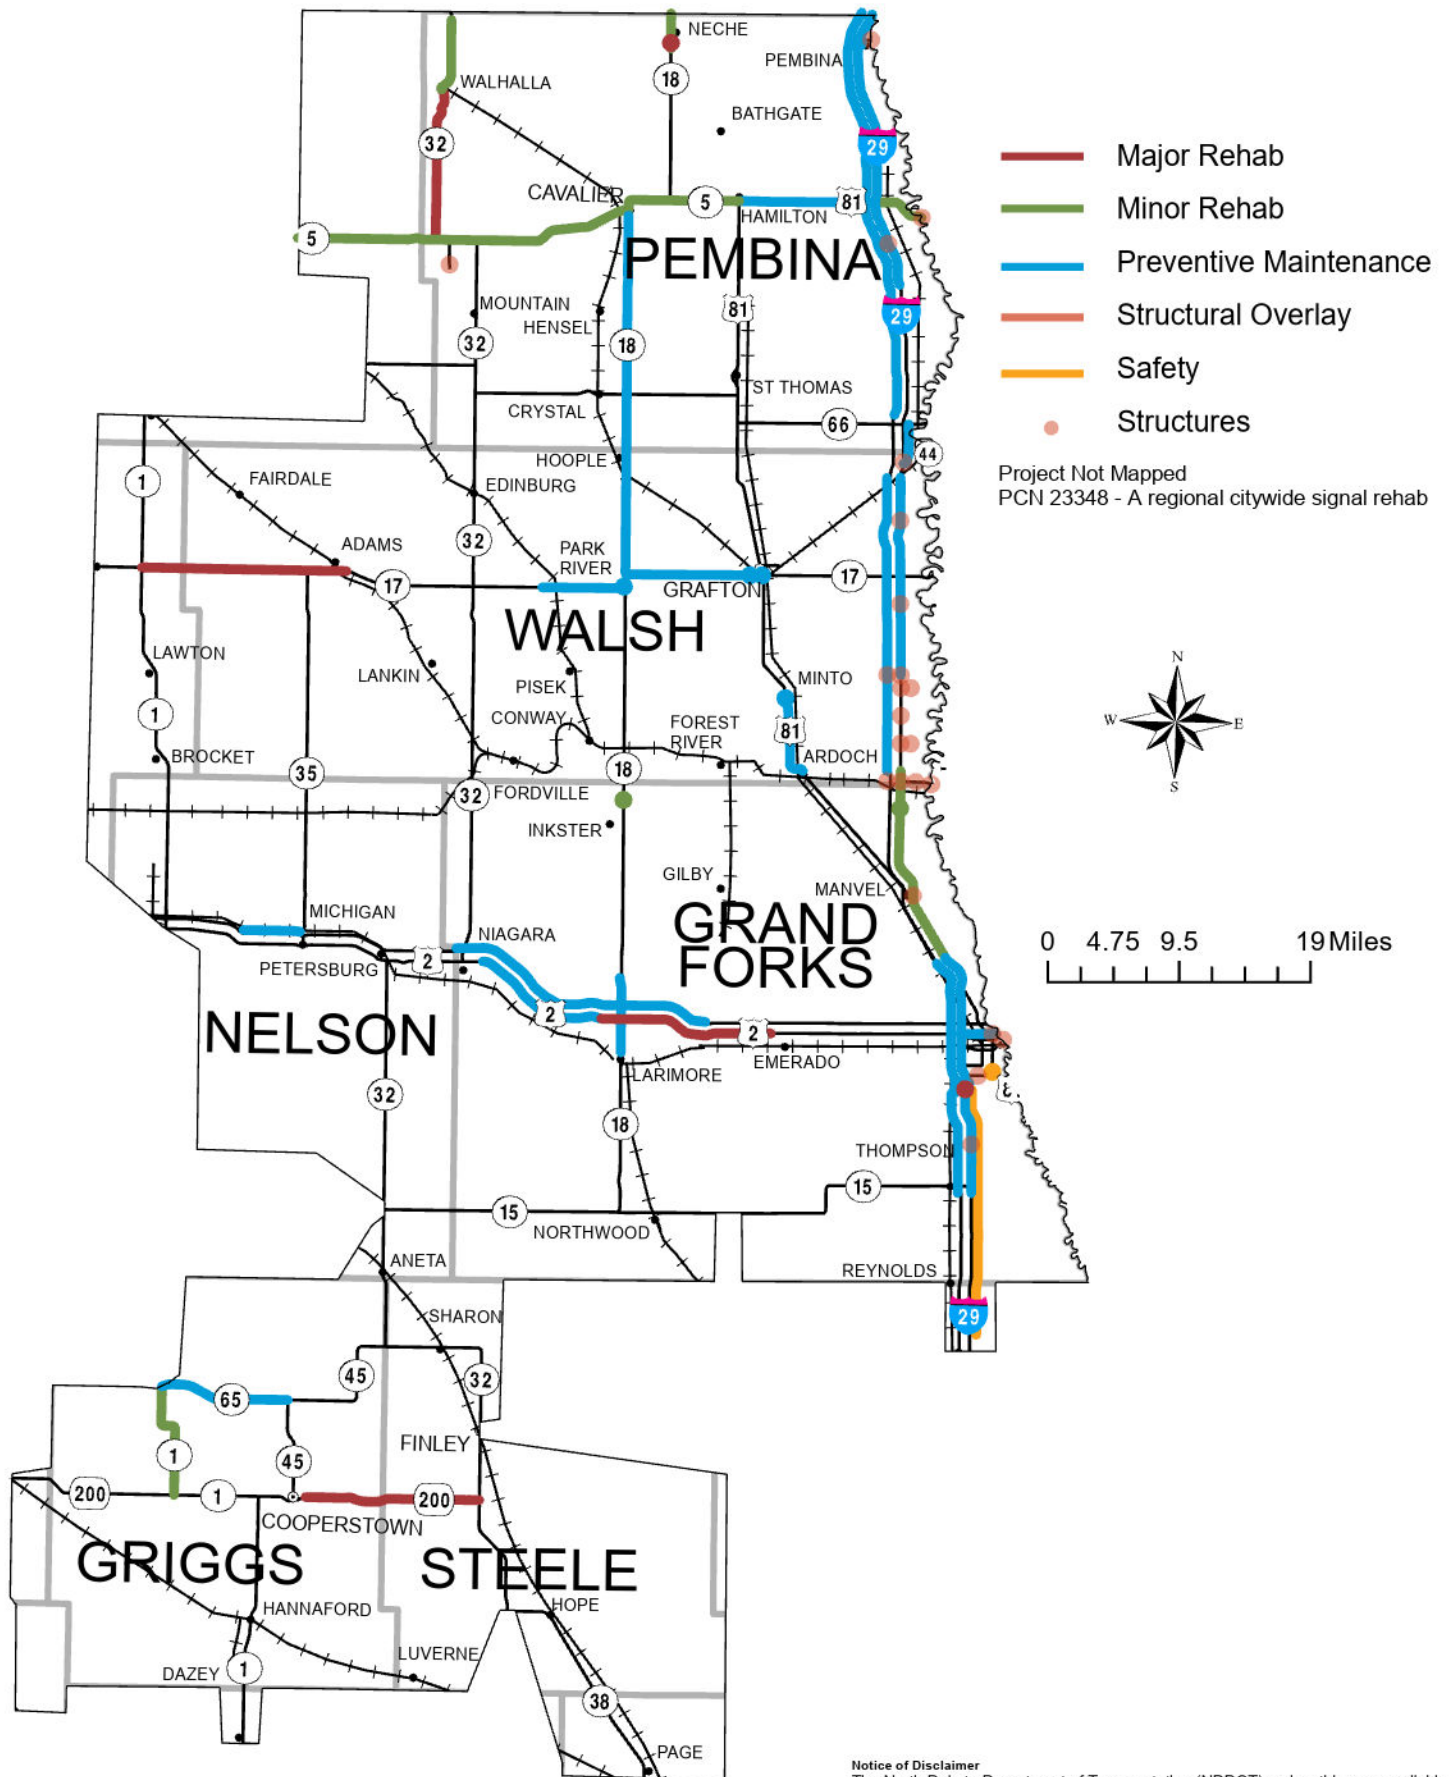 NECHE
PEMBINA
18
WALHALLA
BATHGATE
32
29
CAVALIER
5
81
HAMILTON
5
PEMBINA
MOUNTAIN
81
29
HENSEL
32
18
ST THOMAS
CRYSTAL
66
HOOPLE
44
1
FAIRDALE
EDINBURG
32
ADAMS
PARK
RIVER
17
17
GRAFTON
WALSH
LAWTON
LANKIN
PISEK
MINTO
1
CONWAY
FOREST
RIVER
81
BROCKET
ARDOCH
35
18
32
FORDVILLE
INKSTER
GILBY
MANVEL
MICHIGAN
GRAND
FORKS
NIAGARA
PETERSBURG
2
2
NELSON
2
EMERADO
LARIMORE
32
18
THOMPSON
15
15
NORTHWOOD
ANETA
REYNOLDS
29
SHARON
45
32
65
FINLEY
1
45
200
1
200
COOPERSTOWN
GRIGGS
STEELE
HANNAFORD
HOPE
LUVERNE
DAZEY
1
38
PAGE
Major Rehab
Minor Rehab
Preventive Maintenance
Structural Overlay
Safety
Structures
Project Not Mapped
PCN 23348 - A regional citywide signal rehab
N
W E
S
0 4.75 9.5 19 Miles
Notice of Disclaimer